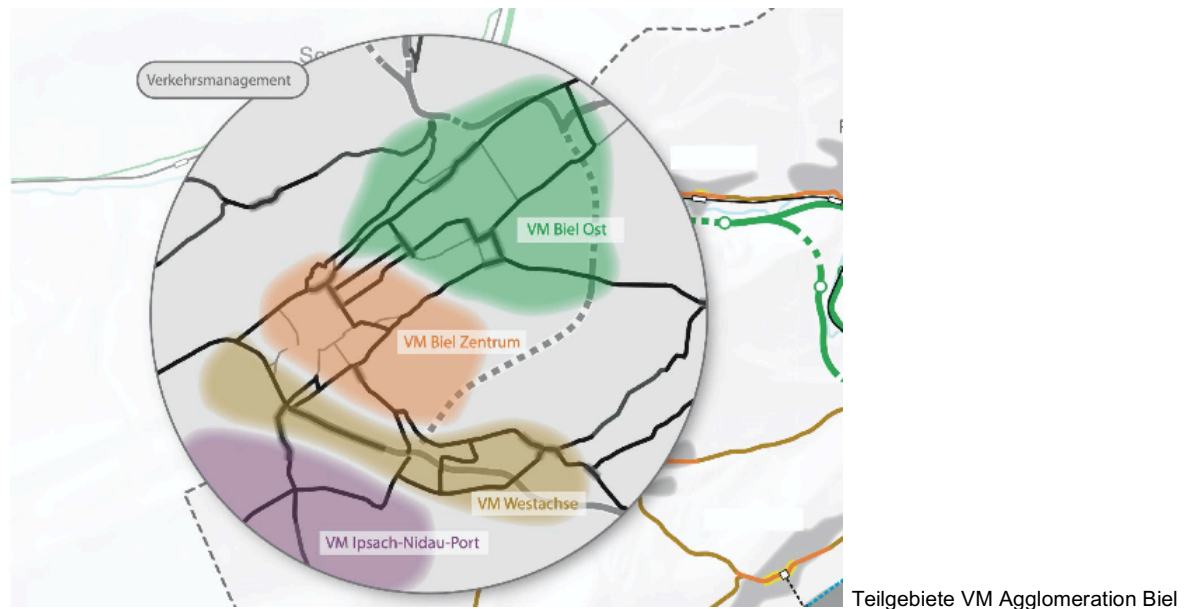 Verkehrsmanagement
VM Biel Ost
VM Biel Zentrum
VM Westachse
VM Ipsach-Nidau-Port
Teilgebiete VM Agglomeration Biel